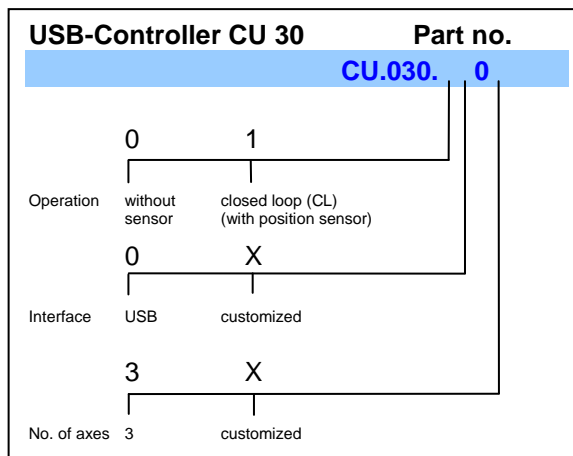 USB-Controller CU 30 Part no.
CU.030. 0
0 1
Operation without closed loop (CL)
sensor (with position sensor)
0 X
Interface USB customized
3 X
No. of axes 3 customized